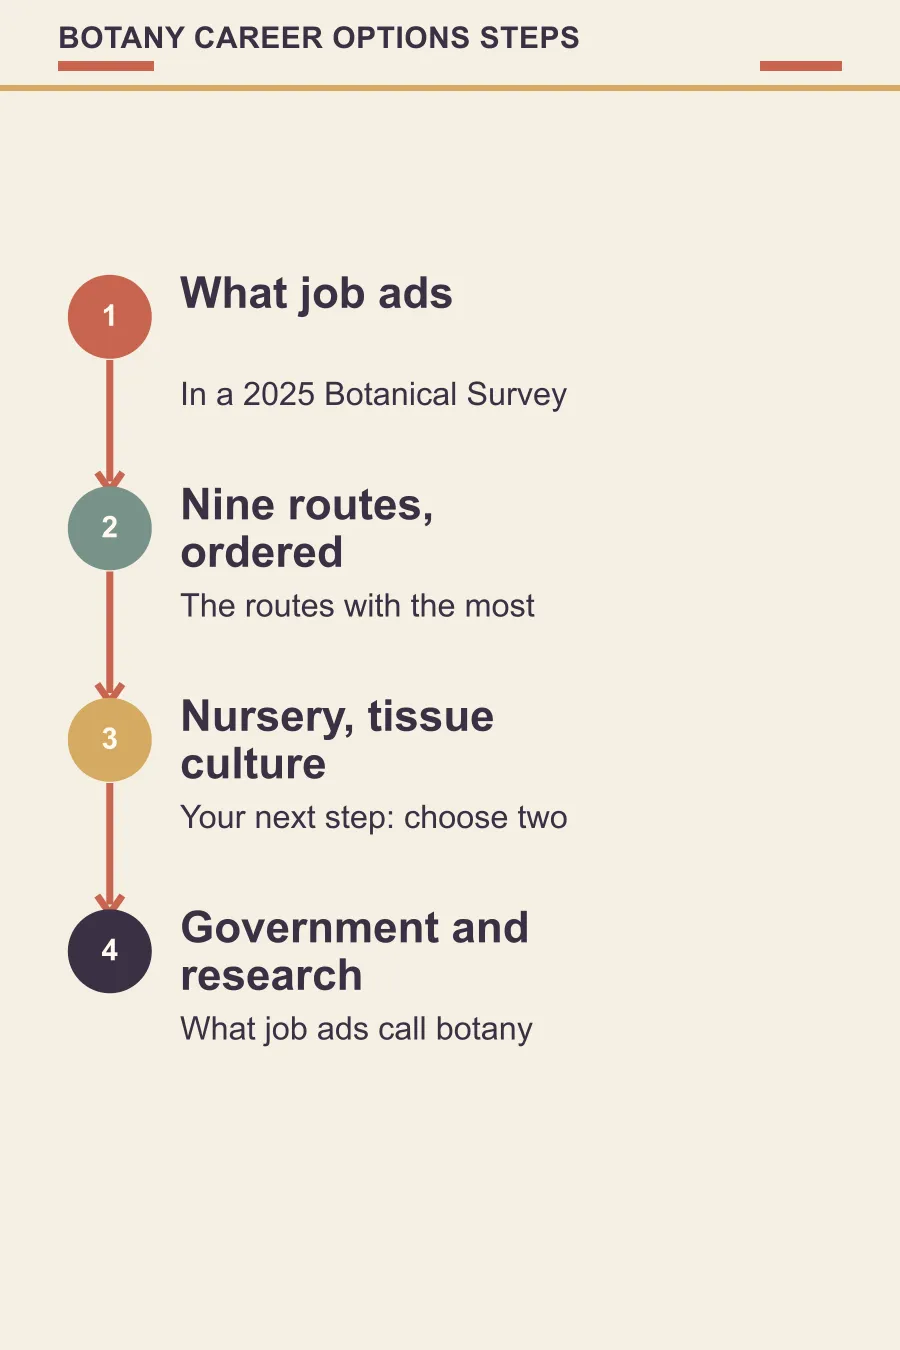 BOTANY CAREER OPTIONS STEPS
1
What job ads
In a 2025 Botanical Survey
2
Nine routes,
ordered
The routes with the most
3
Nursery, tissue
culture
Your next step: choose two
4
Government and
research
What job ads call botany